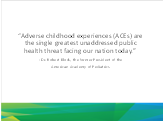 “Adverse childhood experiences (ACEs) are
the single greatest unaddressed public
health threat facing our nation today.”
- Dr. Robert Block, the former President of the
American Academy of Pediatrics